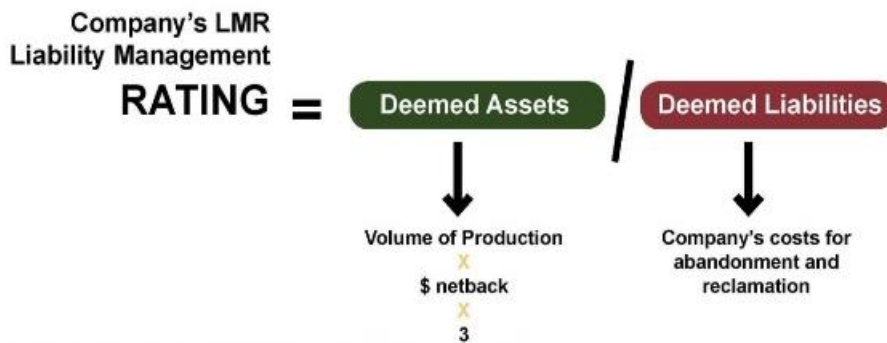 Company's LMR
Liability Management
RATING = Deemed Assets / Deemed Liabilities
Volume of Production
X
$ netback
X
3
Company's costs for
abandonment and
reclamation